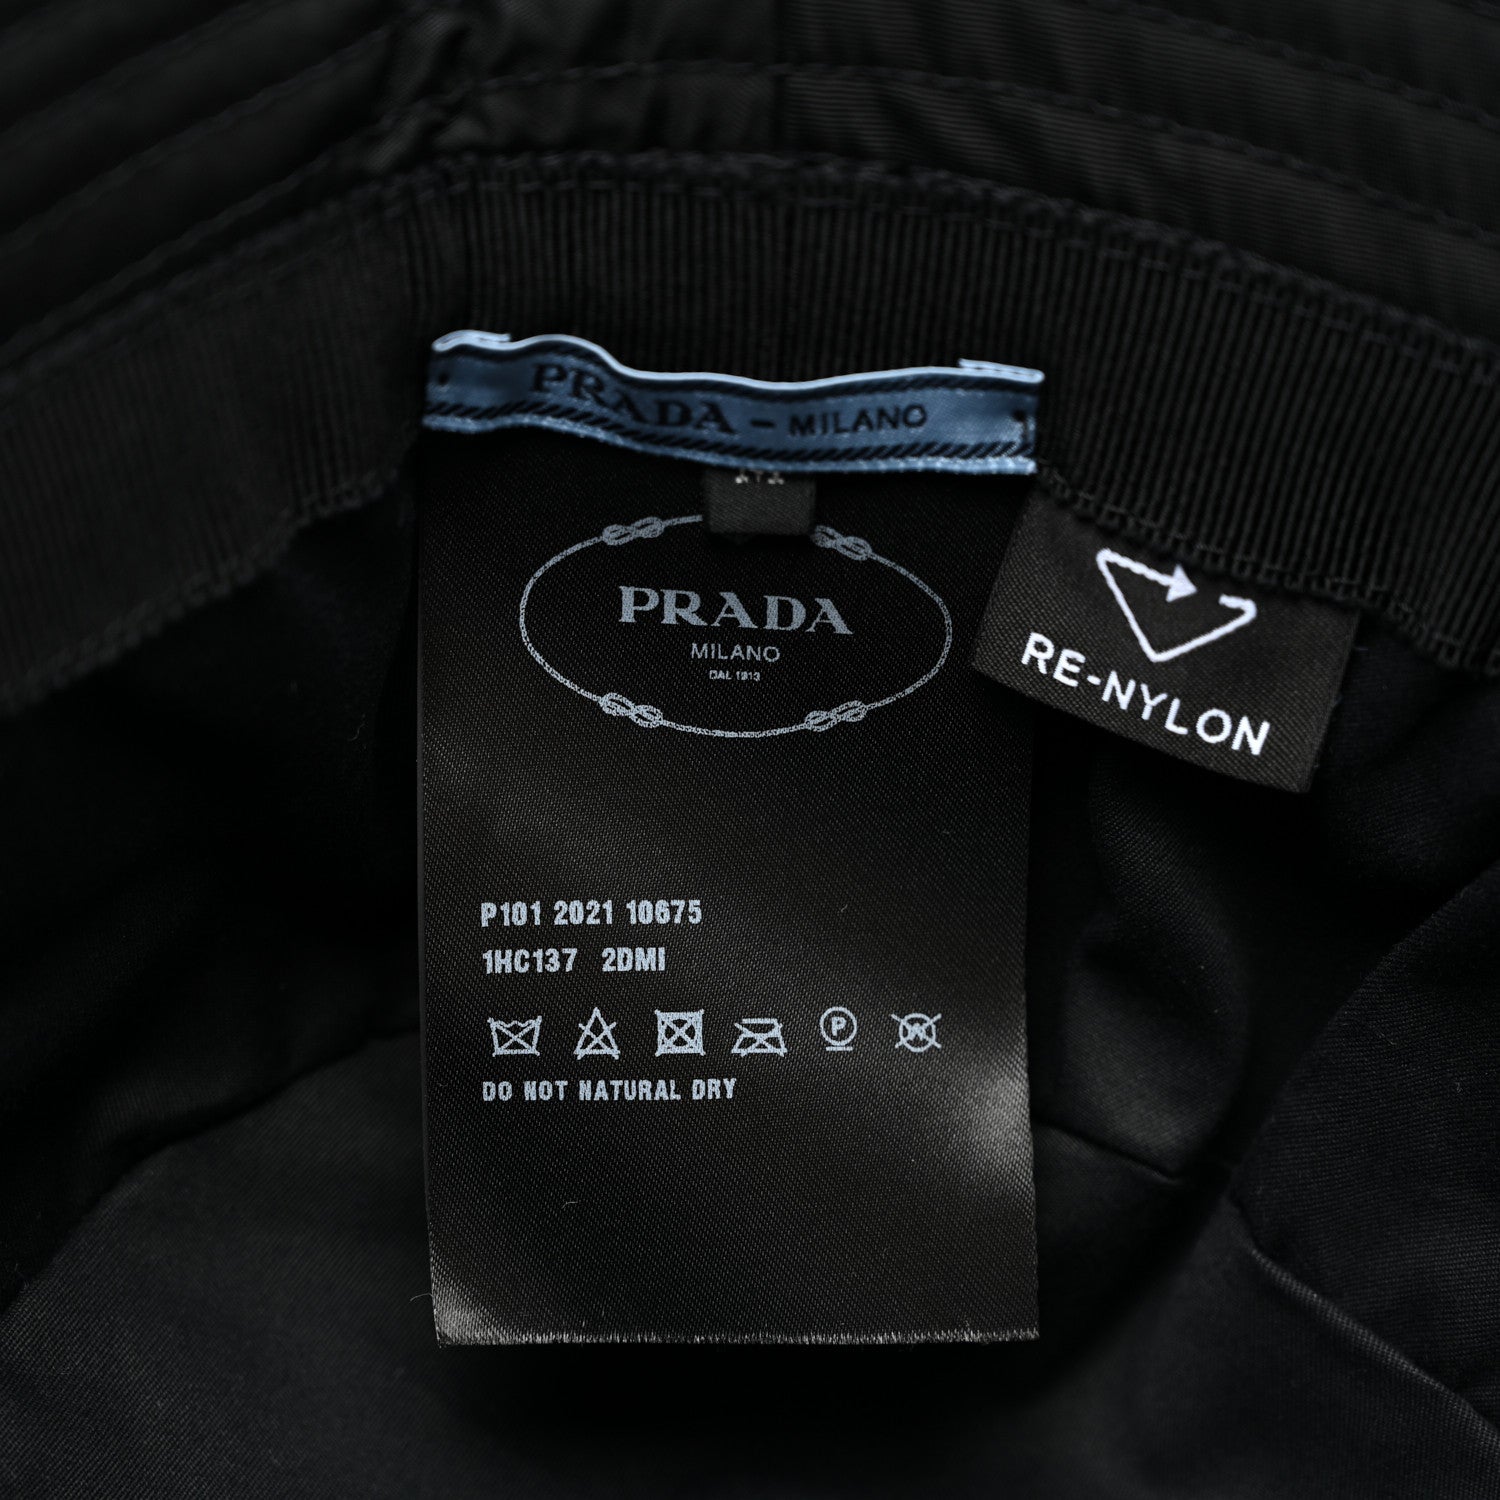 PRADA - MILANO
PRADA
MILANO
DAL 1913
RE-NYLON
P101 2021 10675
1HC137 2DMI
P
W
DO NOT NATURAL DRY